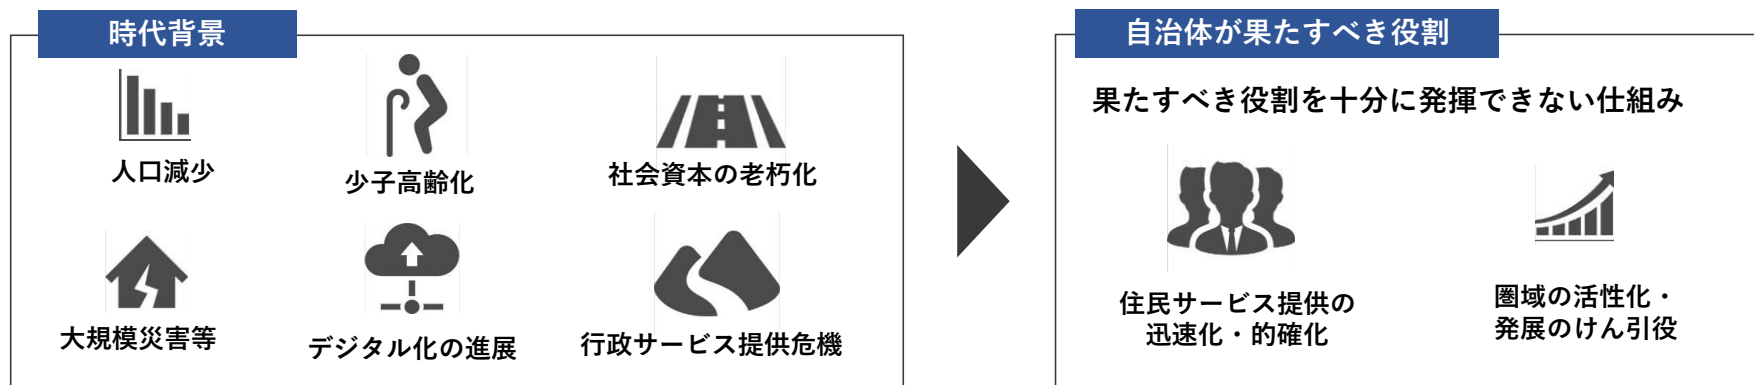 時代背景
人口減少
少子高齢化
社会資本の老朽化
大規模災害等
デジタル化の進展
行政サービス提供危機
自治体が果たすべき役割
果たすべき役割を十分に発揮できない仕組み
住民サービス提供の
迅速化・的確化
圏域の活性化・
発展のけん引役